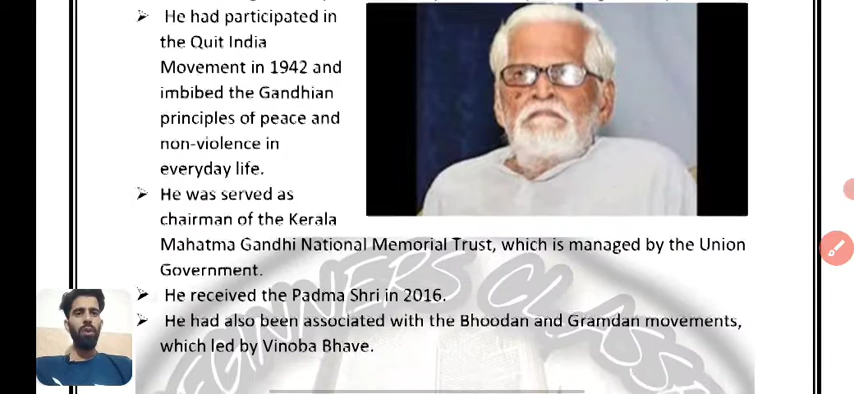 ➢ He had participated in
the Quit India
Movement in 1942 and
imbibed the Gandhian
principles of peace and
non-violence in
everyday life.
➢ He was served as
chairman of the Kerala
Mahatma Gandhi National Memorial Trust, which is managed by the Union
Government.
➢ He received the Padma Shri in 2016.
➢ He had also been associated with the Bhoodan and Gramdan movements,
which led by Vinoba Bhave.